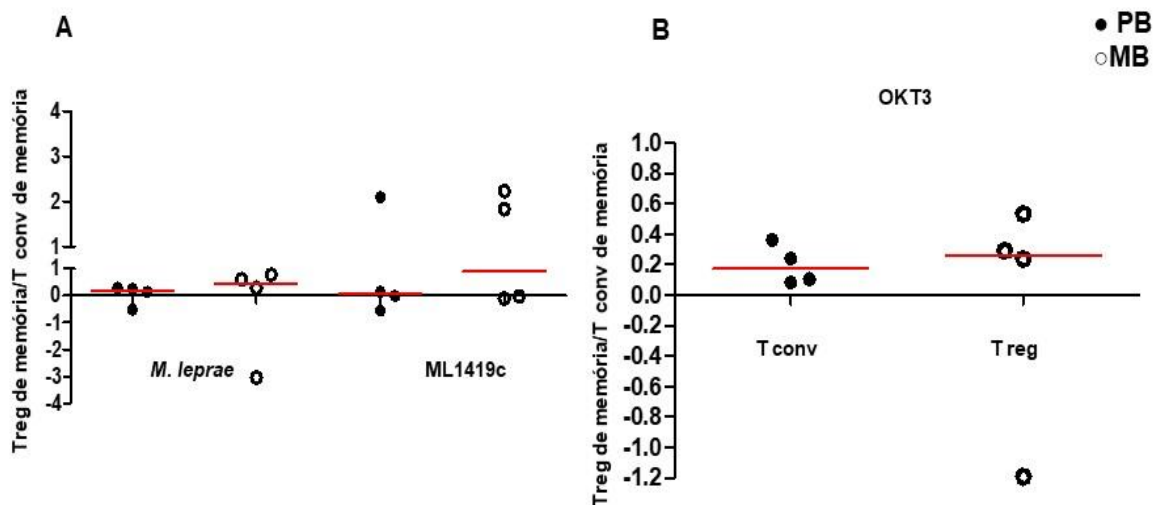 A
Treg de memória/T conv de memória
4
3
2
1
1
0
-1
-2
-3
-4
M. leprae
ML1419c
B
● PB
○MB
OKT3
Treg de memória/T conv de memória
1.0
0.8
0.6
0.4
0.2
0.0
-0.2
-0.4
-0.6
-0.8
-1.0
-1.2
T conv
T reg